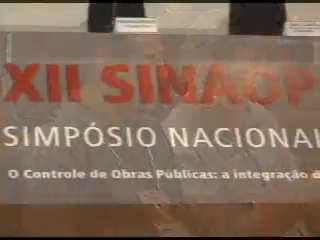 XII SINAOP
SIMPÓSIO NACIONAL
O Controle de Obras Públicas: a integração d